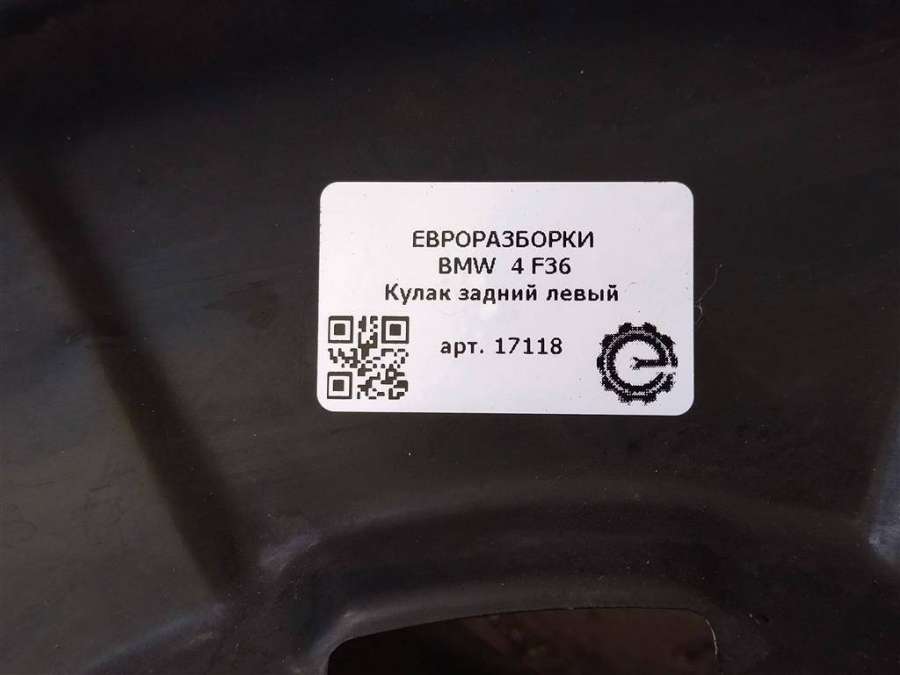 ЕВРОРАЗБОРКИ
BMW 4 F36
Кулак задний левый
арт. 17118